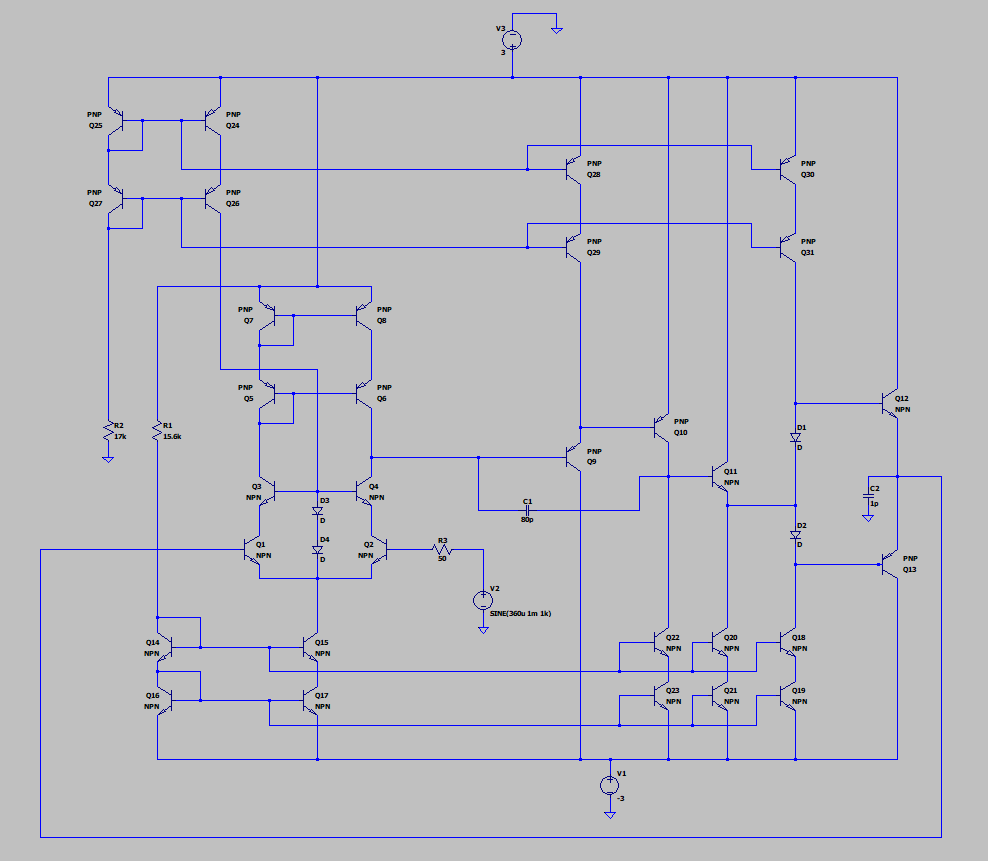 V3
3
PNP
Q25
PNP
Q24
PNP
Q28
PNP
Q30
PNP
Q27
PNP
Q26
PNP
Q29
PNP
Q31
PNP
Q7
PNP
Q8
PNP
Q5
PNP
Q6
Q12
NPN
R2
17k
R1
15.6k
PNP
Q10
D1
D
PNP
Q9
Q11
NPN
Q3
NPN
Q4
NPN
C2
1p
D3
D
C1
80p
D2
D
Q1
NPN
D4
D
Q2
NPN
R3
50
PNP
Q13
V2
SINE(360u 1m 1k)
Q14
NPN
Q15
NPN
Q22
NPN
Q20
NPN
Q18
NPN
Q16
NPN
Q17
NPN
Q23
NPN
Q21
NPN
Q19
NPN
V1
-3